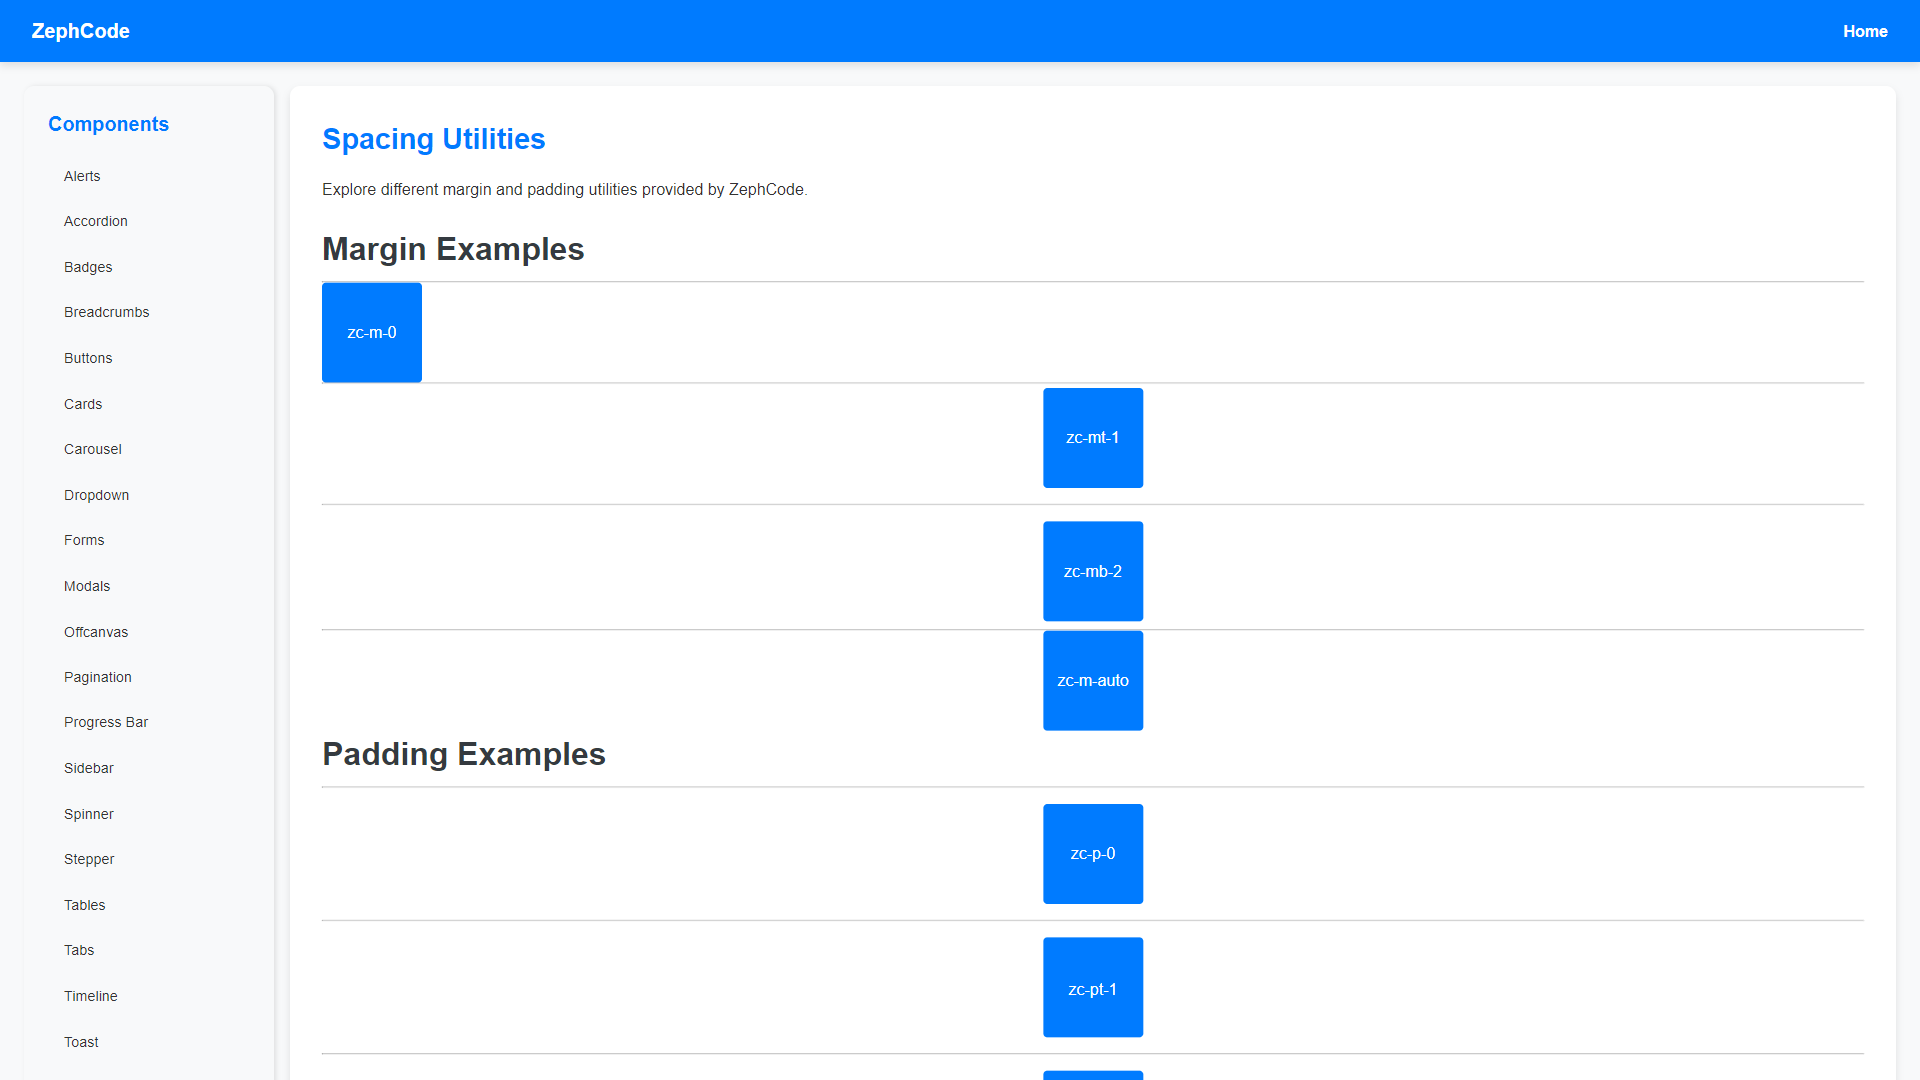 ZephCode
Home
Components
Alerts
Accordion
Badges
Breadcrumbs
Buttons
Cards
Carousel
Dropdown
Forms
Modals
Offcanvas
Pagination
Progress Bar
Sidebar
Spinner
Stepper
Tables
Tabs
Timeline
Toast
Spacing Utilities
Explore different margin and padding utilities provided by ZephCode.
Margin Examples
zc-m-0
zc-mt-1
zc-mb-2
zc-m-auto
Padding Examples
zc-p-0
zc-pt-1